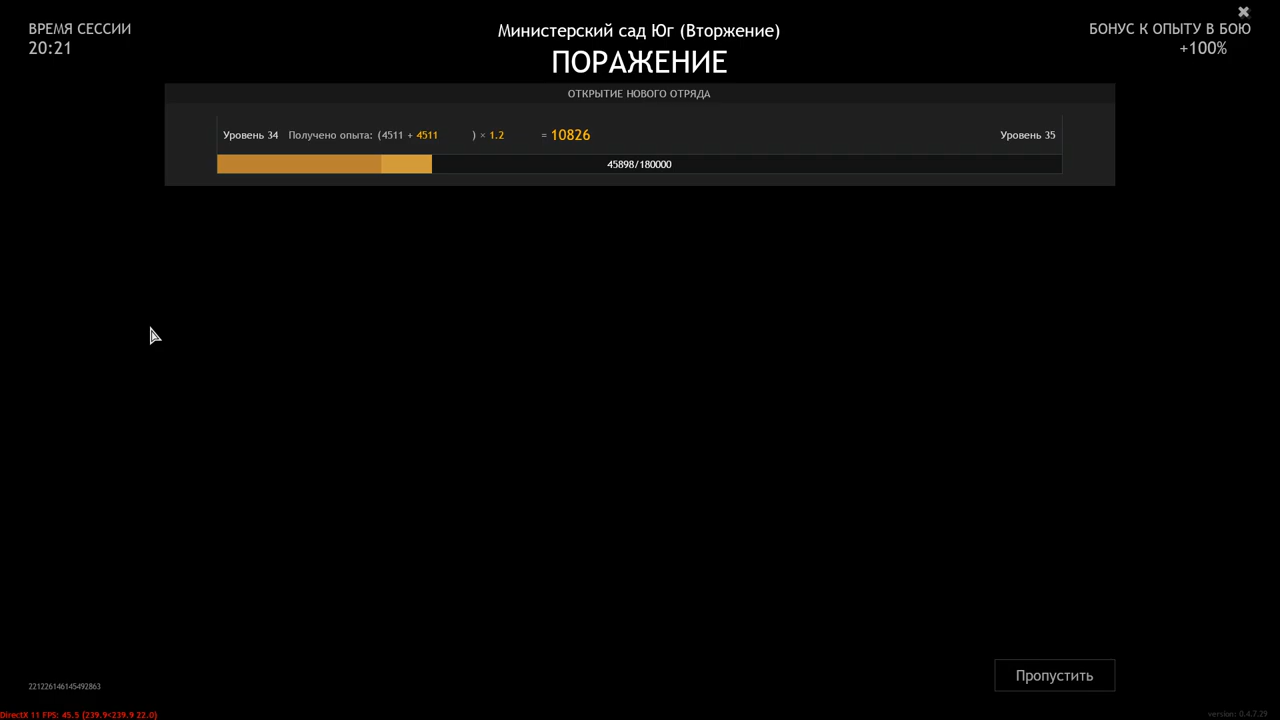 ВРЕМЯ СЕССИИ
20:21
Министерский сад Юг (Вторжение)
ПОРАЖЕНИЕ
БОНУС К ОПЫТУ В БОЮ
+100%
ОТКРЫТИЕ НОВОГО ОТРЯДА
Уровень 34 Получено опыта: (4511 + 4511 ) × 1.2 = 10826 Уровень 35
45898/180000
Пропустить
221226146145492863
DirectX 11 FPS: 45.5 (239.9<239.9 22.0)
version: 0.4.7.29